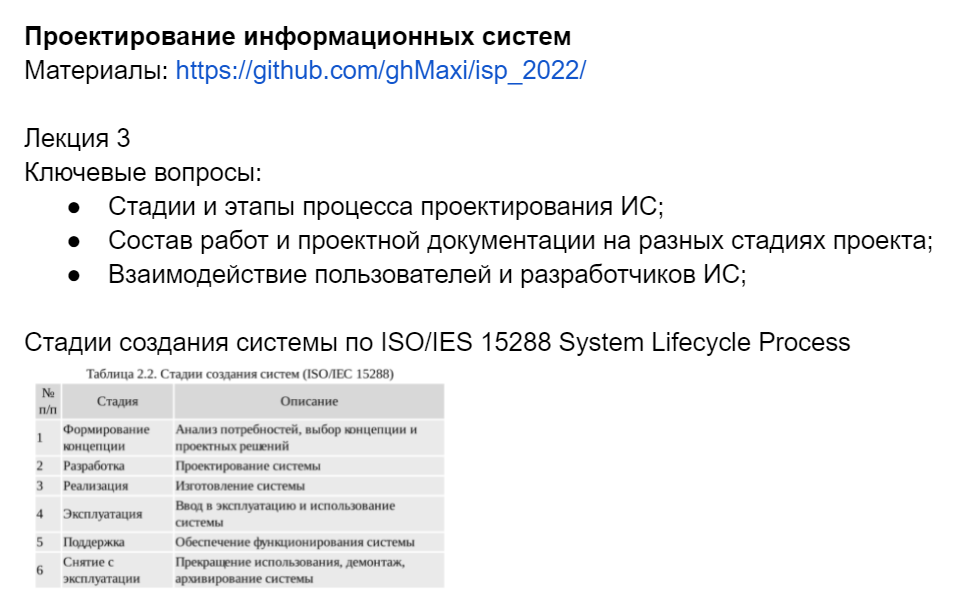 Проектирование информационных систем
Материалы: https://github.com/ghMaxi/isp_2022/
Лекция 3
Ключевые вопросы:
● Стадии и этапы процесса проектирования ИС;
● Состав работ и проектной документации на разных стадиях проекта;
● Взаимодействие пользователей и разработчиков ИС;
Стадии создания системы по ISO/IES 15288 System Lifecycle Process
Таблица 2.2. Стадии создания систем (ISO/IEC 15288)
№ п/п Стадия Описание
1 Формирование концепции Анализ потребностей, выбор концепции и проектных решений
2 Разработка Проектирование системы
3 Реализация Изготовление системы
4 Эксплуатация Ввод в эксплуатацию и использование системы
5 Поддержка Обеспечение функционирования системы
6 Снятие с эксплуатации Прекращение использования, демонтаж, архивирование системы